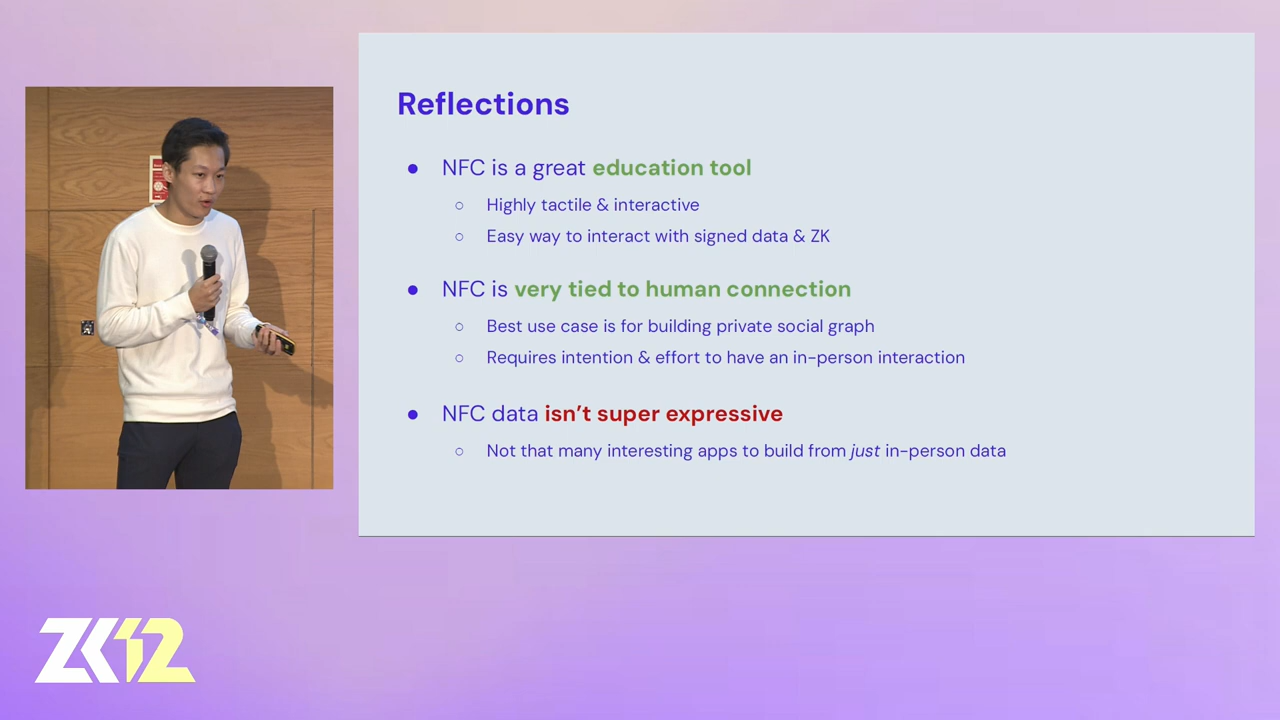 Reflections
● NFC is a great education tool
○ Highly tactile & interactive
○ Easy way to interact with signed data & ZK
● NFC is very tied to human connection
○ Best use case is for building private social graph
○ Requires intention & effort to have an in-person interaction
● NFC data isn’t super expressive
○ Not that many interesting apps to build from just in-person data
ZK12